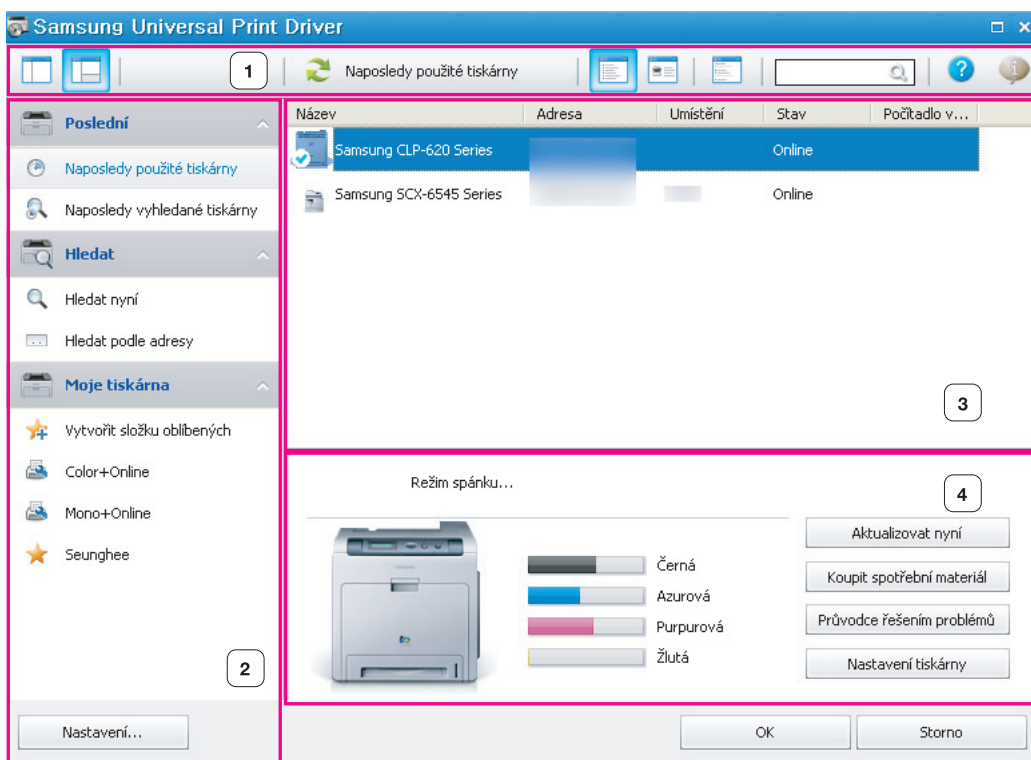 Samsung Universal Print Driver
1
Naposledy použité tiskárny
Poslední
Naposledy použité tiskárny
Naposledy vyhledané tiskárny
Hledat
Hledat nyní
Hledat podle adresy
Moje tiskárna
Vytvořit složku oblíbených
Color+Online
Mono+Online
Seunghee
2
Nastavení...
Název Adresa Umístění Stav Počítadlo v...
Samsung CLP-620 Series Online
Samsung SCX-6545 Series Online
3
Režim spánku...
4
Černá
Azurová
Purpurová
Žlutá
Aktualizovat nyní
Koupit spotřební materiál
Průvodce řešením problémů
Nastavení tiskárny
OK
Storno